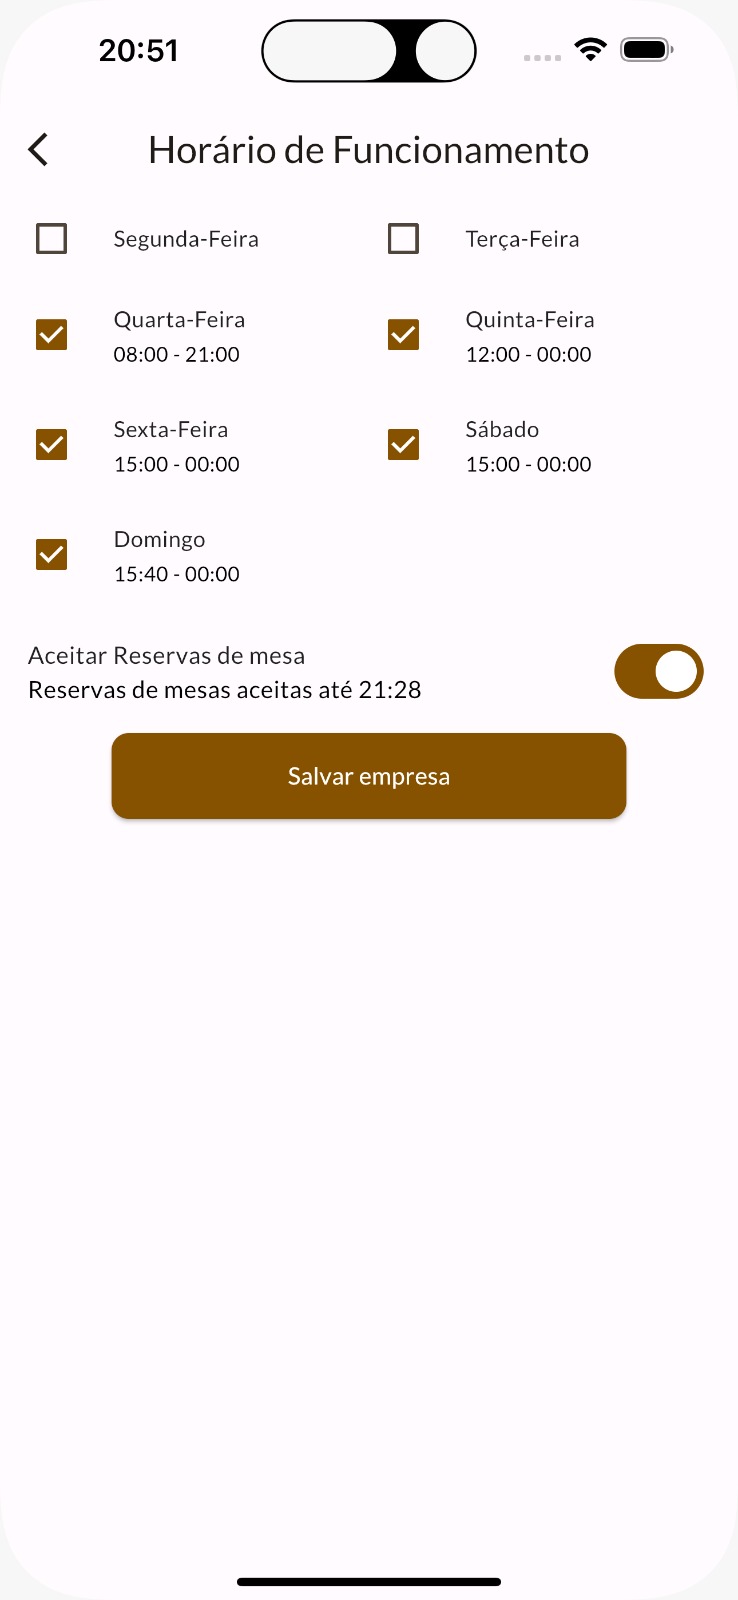 20:51
Horário de Funcionamento
Segunda-Feira
Terça-Feira
Quarta-Feira
08:00 - 21:00
Quinta-Feira
12:00 - 00:00
Sexta-Feira
15:00 - 00:00
Sábado
15:00 - 00:00
Domingo
15:40 - 00:00
Aceitar Reservas de mesa
Reservas de mesas aceitas até 21:28
Salvar empresa